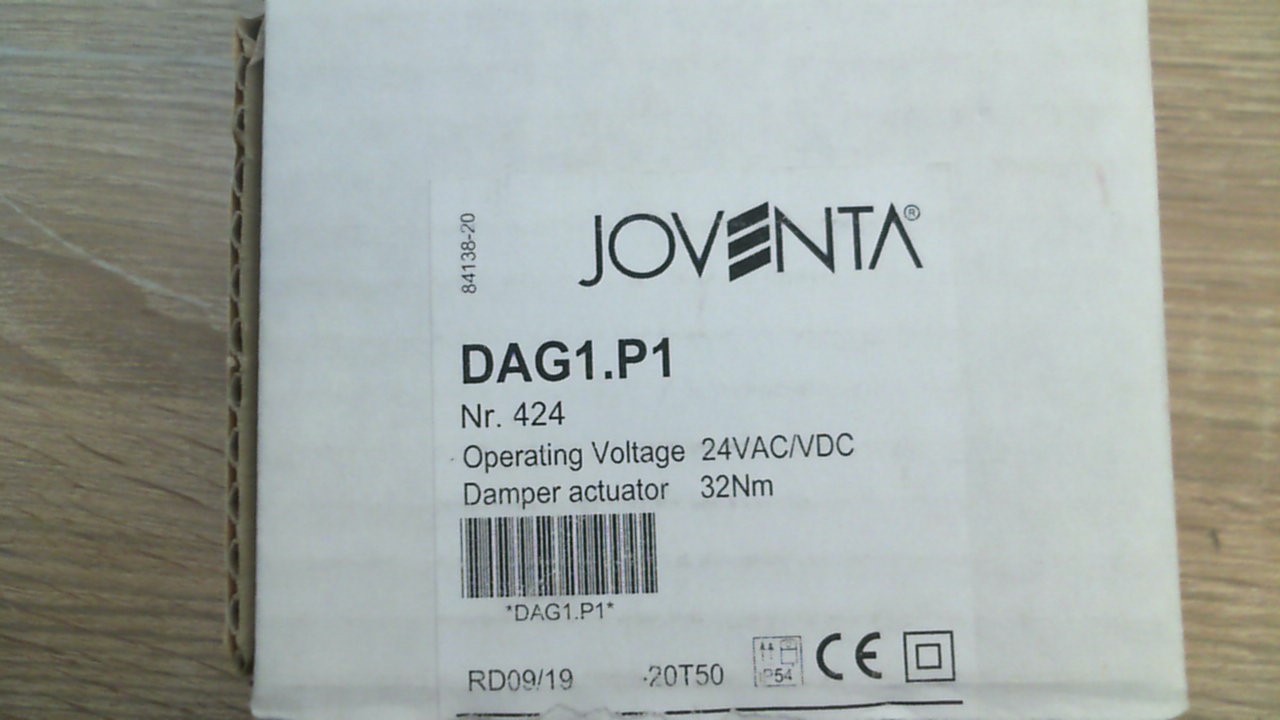 84138-20
JOVENTA®
DAG1.P1
Nr. 424
Operating Voltage 24VAC/VDC
Damper actuator 32Nm
*DAG1.P1*
RD09/19 -20T50 IP54 CE